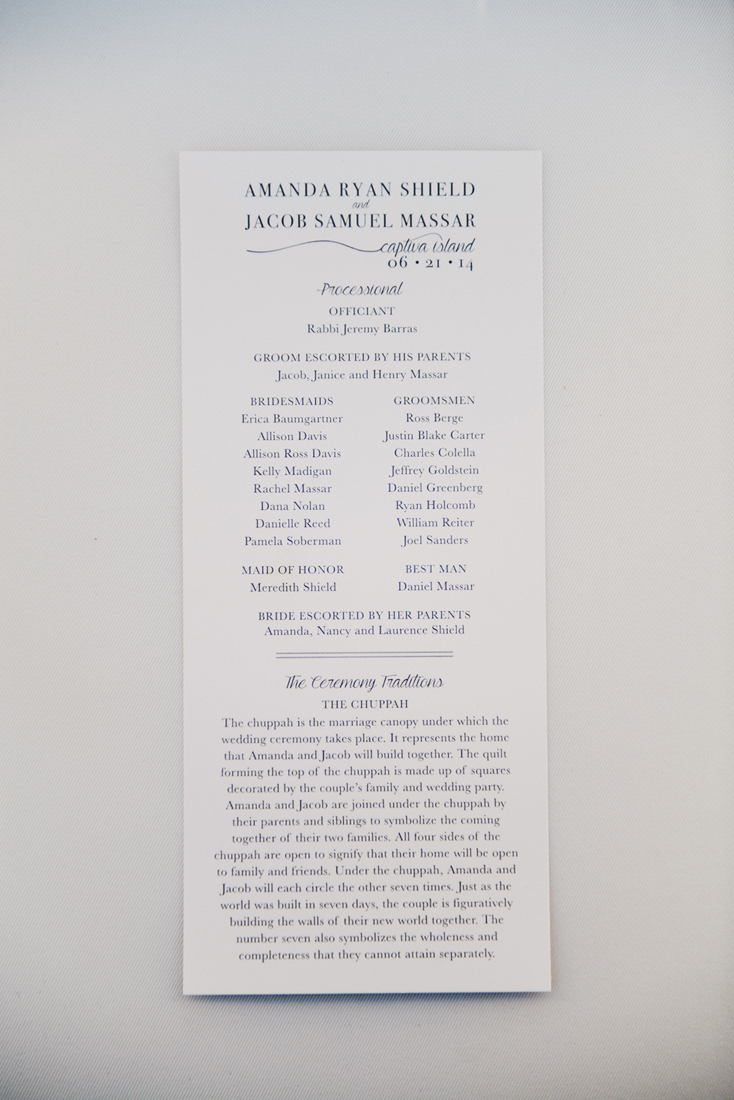 AMANDA RYAN SHIELD
and
JACOB SAMUEL MASSAR
captiva island
06 • 21 • 14
Processional
OFFICIANT
Rabbi Jeremy Barras
GROOM ESCORTED BY HIS PARENTS
Jacob, Janice and Henry Massar
BRIDESMAIDS
Erica Baumgartner
Allison Davis
Allison Ross Davis
Kelly Madigan
Rachel Massar
Dana Nolan
Danielle Reed
Pamela Soberman
GROOMSMEN
Ross Berge
Justin Blake Carter
Charles Colella
Jeffrey Goldstein
Daniel Greenberg
Ryan Holcomb
William Reiter
Joel Sanders
MAID OF HONOR
Meredith Shield
BEST MAN
Daniel Massar
BRIDE ESCORTED BY HER PARENTS
Amanda, Nancy and Laurence Shield
The Ceremony Traditions
THE CHUPPAH
The chuppah is the marriage canopy under which the
wedding ceremony takes place. It represents the home
that Amanda and Jacob will build together. The quilt
forming the top of the chuppah is made up of squares
decorated by the couple's family and wedding party.
Amanda and Jacob are joined under the chuppah by
their parents and siblings to symbolize the coming
together of their two families. All four sides of the
chuppah are open to signify that their home will be open
to family and friends. Under the chuppah, Amanda and
Jacob will each circle the other seven times. Just as the
world was built in seven days, the couple is figuratively
building the walls of their new world together. The
number seven also symbolizes the wholeness and
completeness that they cannot attain separately.